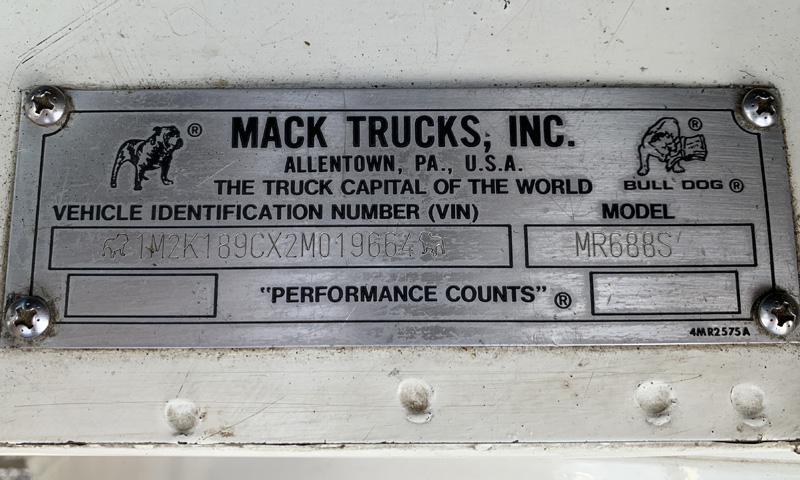 MACK TRUCKS, INC.
ALLENTOWN, PA., U.S.A.
THE TRUCK CAPITAL OF THE WORLD
BULL DOG ®
VEHICLE IDENTIFICATION NUMBER (VIN)
MODEL
1M2K189CX2M019664
MR688S
"PERFORMANCE COUNTS" ®
4MR2575A